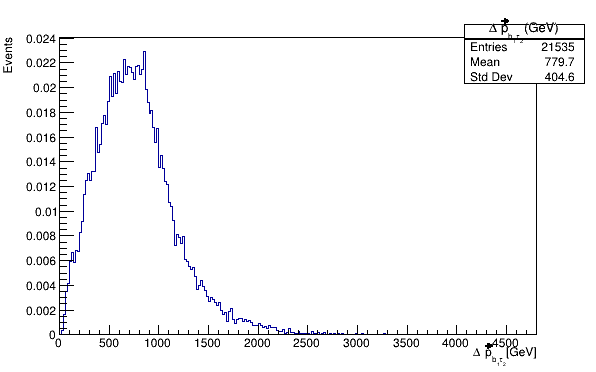 Δ p⃗ b₁τ₂ (GeV)
Entries 21535
Mean 779.7
Std Dev 404.6
Events
0.024
0.022
0.02
0.018
0.016
0.014
0.012
0.01
0.008
0.006
0.004
0.002
0
0 500 1000 1500 2000 2500 3000 3500 4000 4500
Δ p⃗ b₁τ₂ [GeV]